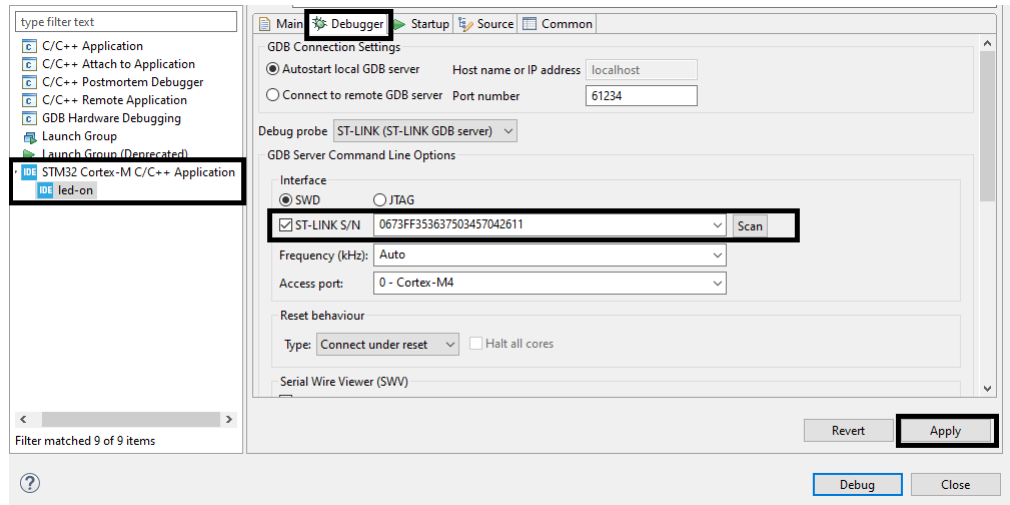 type filter text
C/C++ Application
C/C++ Attach to Application
C/C++ Postmortem Debugger
C/C++ Remote Application
GDB Hardware Debugging
Launch Group
Launch Group (Deprecated)
STM32 Cortex-M C/C++ Application
led-on
Filter matched 9 of 9 items
Main Debugger Startup Source Common
GDB Connection Settings
Autostart local GDB server Host name or IP address localhost
Connect to remote GDB server Port number 61234
Debug probe ST-LINK (ST-LINK GDB server)
GDB Server Command Line Options
Interface
SWD JTAG
ST-LINK S/N 0673FF353637503457042611 Scan
Frequency (kHz): Auto
Access port: 0 - Cortex-M4
Reset behaviour
Type: Connect under reset Halt all cores
Serial Wire Viewer (SWV)
Revert Apply
Debug Close